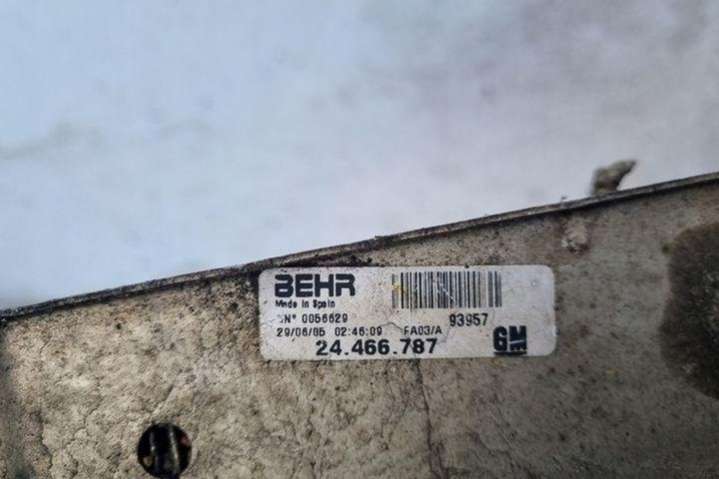 BEHR
Made in Spain
N° 0056629 93957
29/06/05 02:46:09 FA03/A
24.466.787 GM